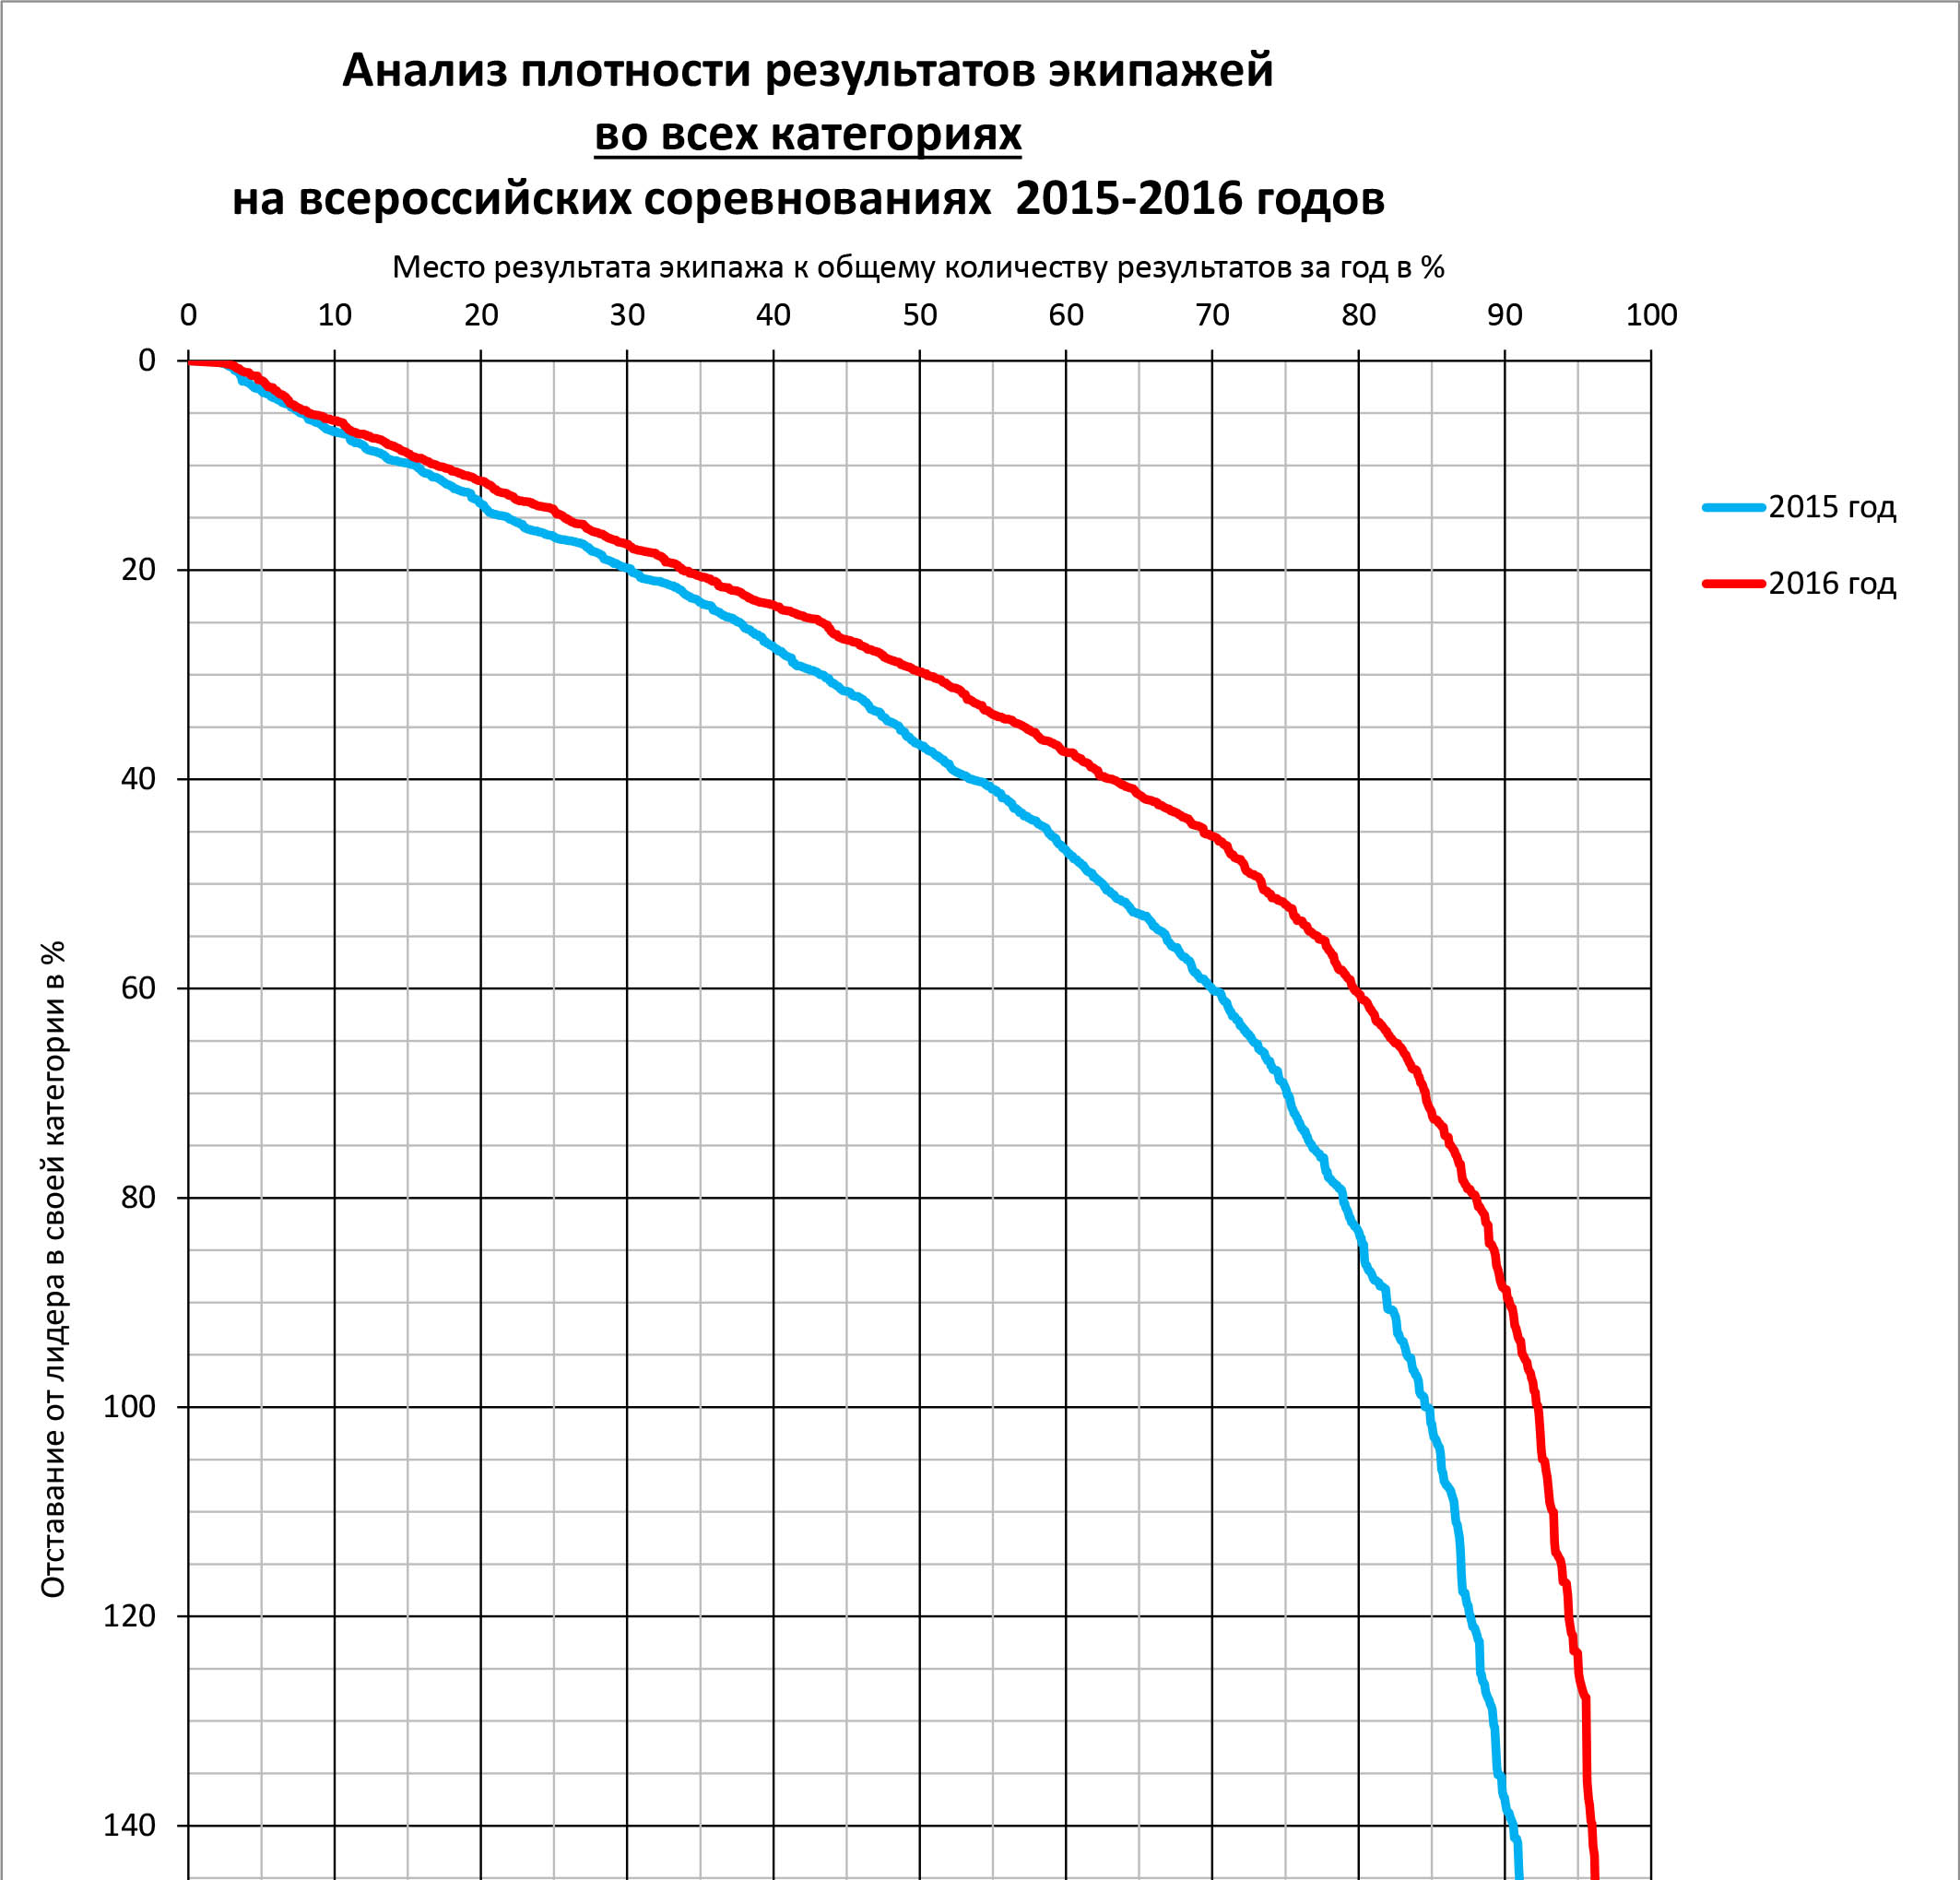 Анализ плотности результатов экипажей
во всех категориях
на всероссийских соревнованиях 2015-2016 годов
Место результата экипажа к общему количеству результатов за год в %
0 10 20 30 40 50 60 70 80 90 100
0
20
40
60
80
100
120
140
Отставание от лидера в своей категории в %
2015 год
2016 год